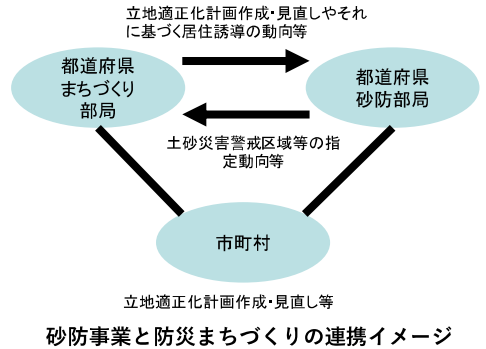 立地適正化計画作成・見直しやそれ
に基づく居住誘導の動向等
都道府県
まちづくり
部局
都道府県
砂防部局
土砂災害警戒区域等の指
定動向等
市町村
立地適正化計画作成・見直し等
砂防事業と防災まちづくりの連携イメージ